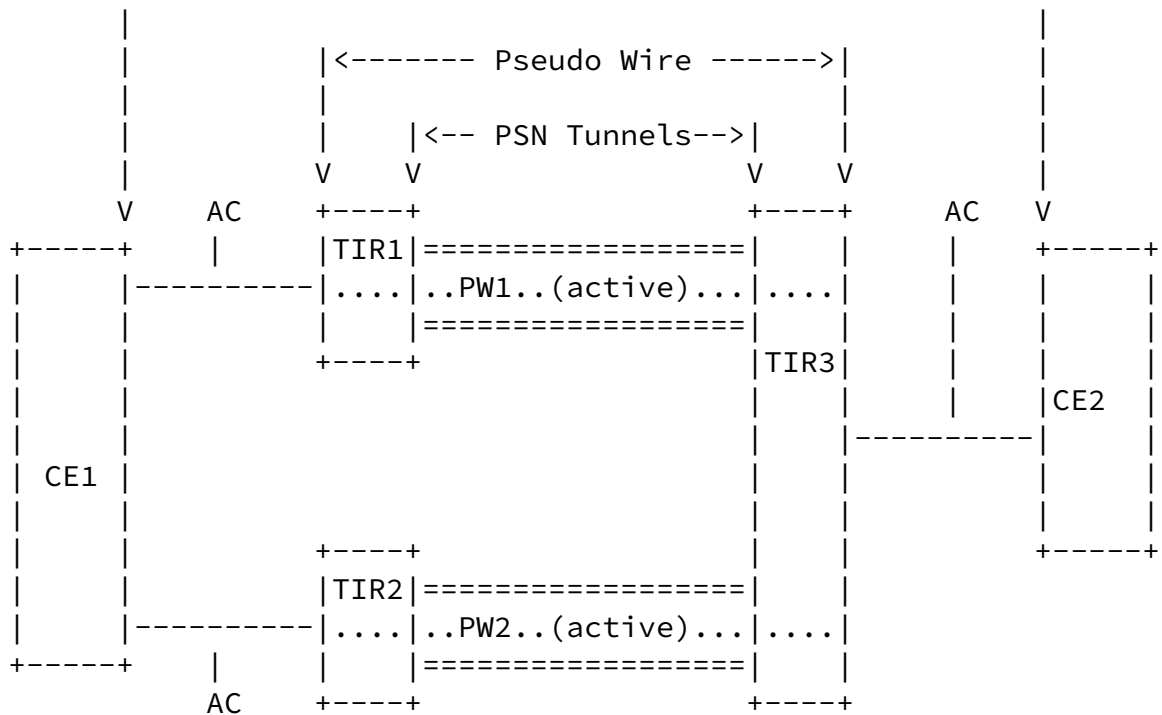 |<------- Pseudo Wire ------>|
|<-- PSN Tunnels-->|
V V V V
V AC AC V
TIR1
..PW1..(active)...
TIR3
CE2
CE1
TIR2
..PW2..(active)...
AC